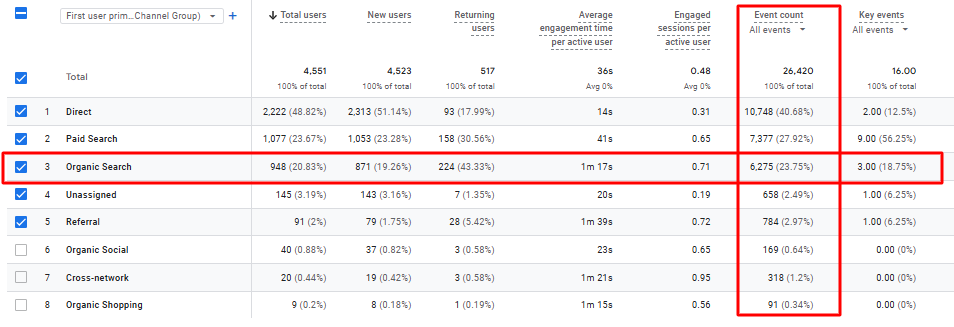 First user prim...Channel Group) +
Total users New users Returning users Average engagement time per active user Engaged sessions per active user Event count All events Key events All events
Total 4,551 4,523 517 36s 0.48 26,420 16.00
100% of total 100% of total 100% of total Avg 0% Avg 0% 100% of total 100% of total
1 Direct 2,222 (48.82%) 2,313 (51.14%) 93 (17.99%) 14s 0.31 10,748 (40.68%) 2.00 (12.5%)
2 Paid Search 1,077 (23.67%) 1,053 (23.28%) 158 (30.56%) 41s 0.65 7,377 (27.92%) 9.00 (56.25%)
3 Organic Search 948 (20.83%) 871 (19.26%) 224 (43.33%) 1m 17s 0.71 6,275 (23.75%) 3.00 (18.75%)
4 Unassigned 145 (3.19%) 143 (3.16%) 7 (1.35%) 20s 0.19 658 (2.49%) 1.00 (6.25%)
5 Referral 91 (2%) 79 (1.75%) 28 (5.42%) 1m 39s 0.72 784 (2.97%) 1.00 (6.25%)
6 Organic Social 40 (0.88%) 37 (0.82%) 3 (0.58%) 23s 0.65 169 (0.64%) 0.00 (0%)
7 Cross-network 20 (0.44%) 19 (0.42%) 3 (0.58%) 1m 21s 0.95 318 (1.2%) 0.00 (0%)
8 Organic Shopping 9 (0.2%) 8 (0.18%) 1 (0.19%) 1m 15s 0.56 91 (0.34%) 0.00 (0%)